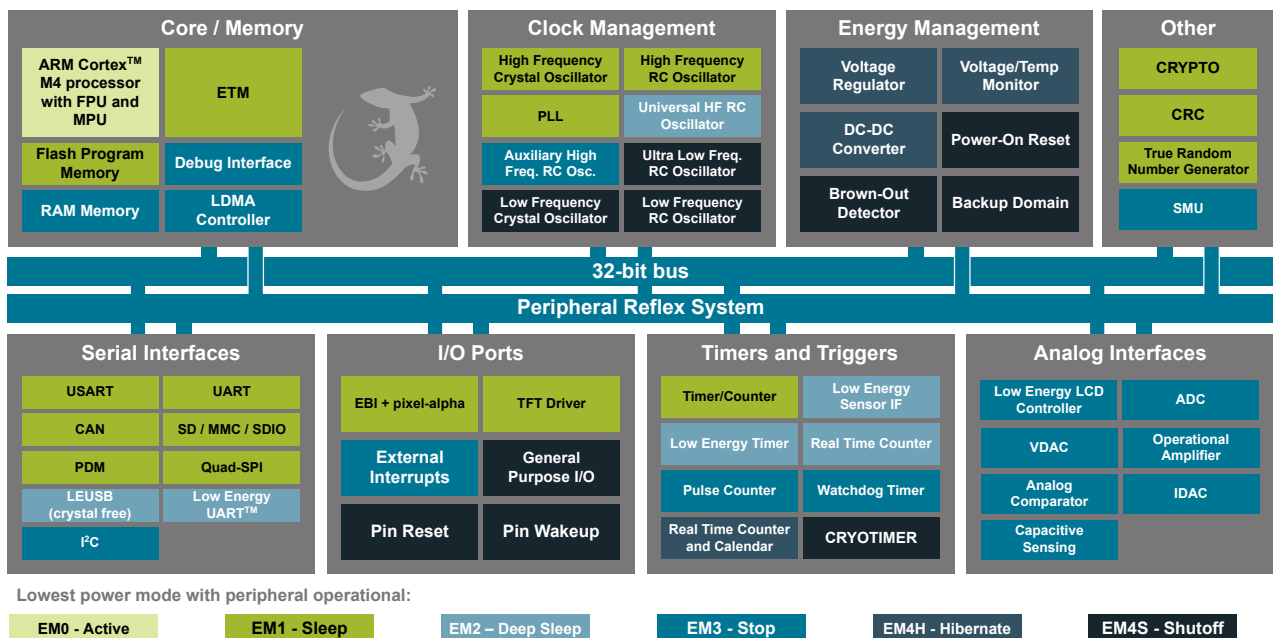 Core / Memory
ARM Cortex™
M4 processor
with FPU and
MPU
ETM
Flash Program
Memory
Debug Interface
RAM Memory
LDMA
Controller
Clock Management
High Frequency
Crystal Oscillator
High Frequency
RC Oscillator
PLL
Universal HF RC
Oscillator
Auxiliary High
Freq. RC Osc.
Ultra Low Freq.
RC Oscillator
Low Frequency
Crystal Oscillator
Low Frequency
RC Oscillator
Energy Management
Voltage
Regulator
Voltage/Temp
Monitor
DC-DC
Converter
Power-On Reset
Brown-Out
Detector
Backup Domain
Other
CRYPTO
CRC
True Random
Number Generator
SMU
32-bit bus
Peripheral Reflex System
Serial Interfaces
USART
UART
CAN
SD / MMC / SDIO
PDM
Quad-SPI
LEUSB
(crystal free)
Low Energy
UART™
I²C
I/O Ports
EBI + pixel-alpha
TFT Driver
External
Interrupts
General
Purpose I/O
Pin Reset
Pin Wakeup
Timers and Triggers
Timer/Counter
Low Energy
Sensor IF
Low Energy Timer
Real Time Counter
Pulse Counter
Watchdog Timer
Real Time Counter
and Calendar
CRYOTIMER
Analog Interfaces
Low Energy LCD
Controller
ADC
VDAC
Operational
Amplifier
Analog
Comparator
IDAC
Capacitive
Sensing
Lowest power mode with peripheral operational:
EM0 - Active
EM1 - Sleep
EM2 – Deep Sleep
EM3 - Stop
EM4H - Hibernate
EM4S - Shutoff